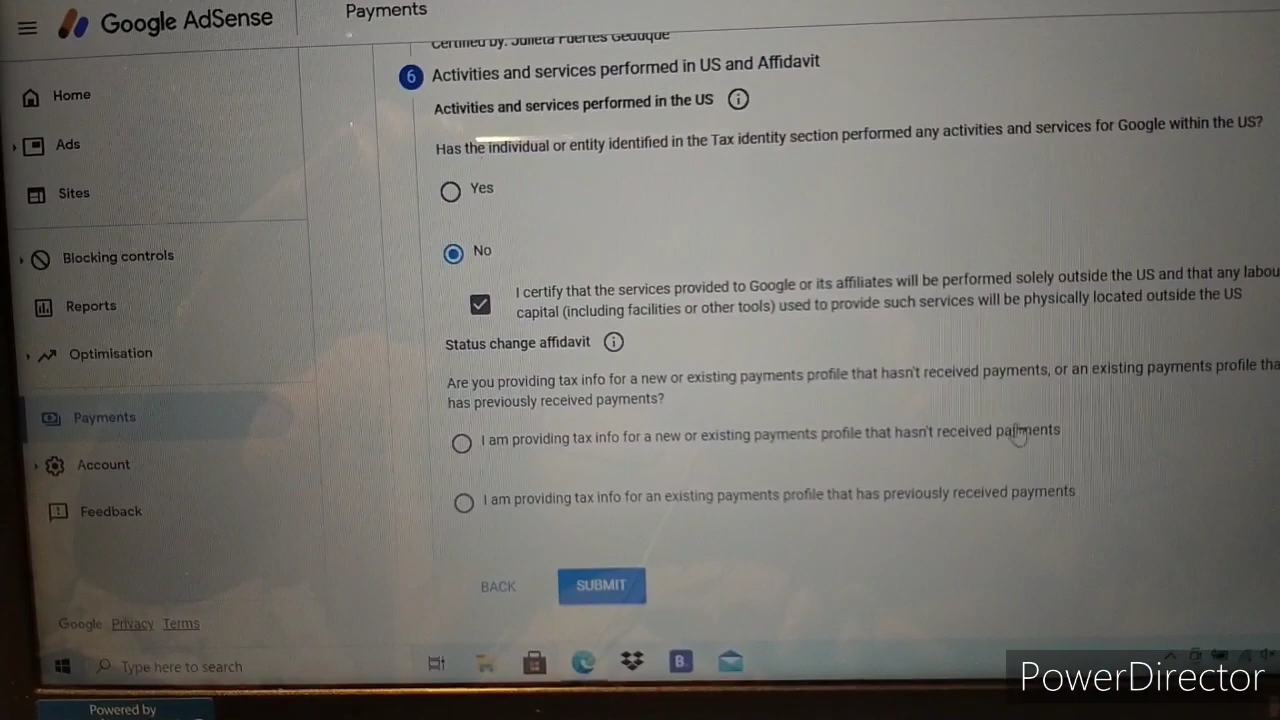 Google AdSense
Payments
Certified by: Julieta Fuertes Geduque
6 Activities and services performed in US and Affidavit
Home
Activities and services performed in the US
Ads
Has the individual or entity identified in the Tax identity section performed any activities and services for Google within the US?
Sites
Yes
Blocking controls
No
Reports
I certify that the services provided to Google or its affiliates will be performed solely outside the US and that any labou
capital (including facilities or other tools) used to provide such services will be physically located outside the US
Optimisation
Status change affidavit
Are you providing tax info for a new or existing payments profile that hasn't received payments, or an existing payments profile tha
has previously received payments?
Payments
I am providing tax info for a new or existing payments profile that hasn't received payments
Account
I am providing tax info for an existing payments profile that has previously received payments
Feedback
BACK
SUBMIT
Google Privacy Terms
Type here to search
B.
PowerDirector
Powered by